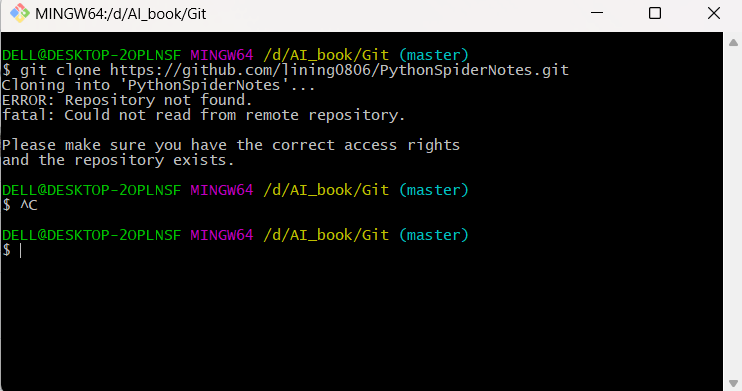 MINGW64:/d/AI_book/Git
DELL@DESKTOP-2OPLNSF MINGW64 /d/AI_book/Git (master)
$ git clone https://github.com/lining0806/PythonSpiderNotes.git
Cloning into 'PythonSpiderNotes'...
ERROR: Repository not found.
fatal: Could not read from remote repository.
Please make sure you have the correct access rights
and the repository exists.
DELL@DESKTOP-2OPLNSF MINGW64 /d/AI_book/Git (master)
$ ^C
DELL@DESKTOP-2OPLNSF MINGW64 /d/AI_book/Git (master)
$